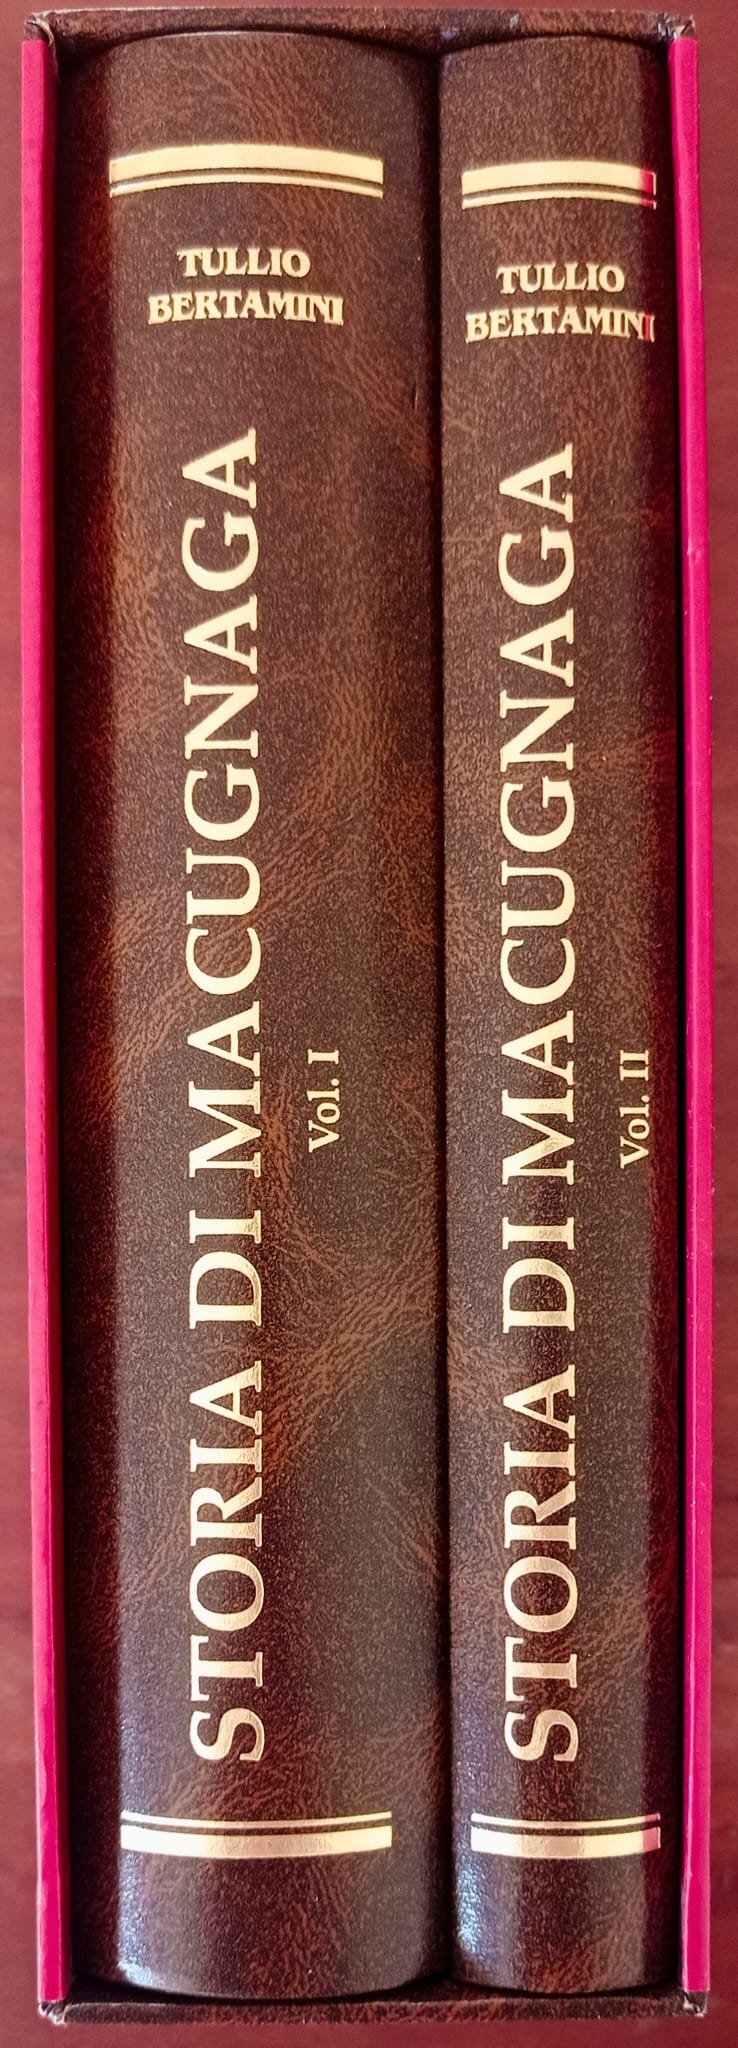 TULLIO
BERTAMINI
STORIA DI MACUGNAGA
Vol. I
TULLIO
BERTAMINI
STORIA DI MACUGNAGA
Vol. II